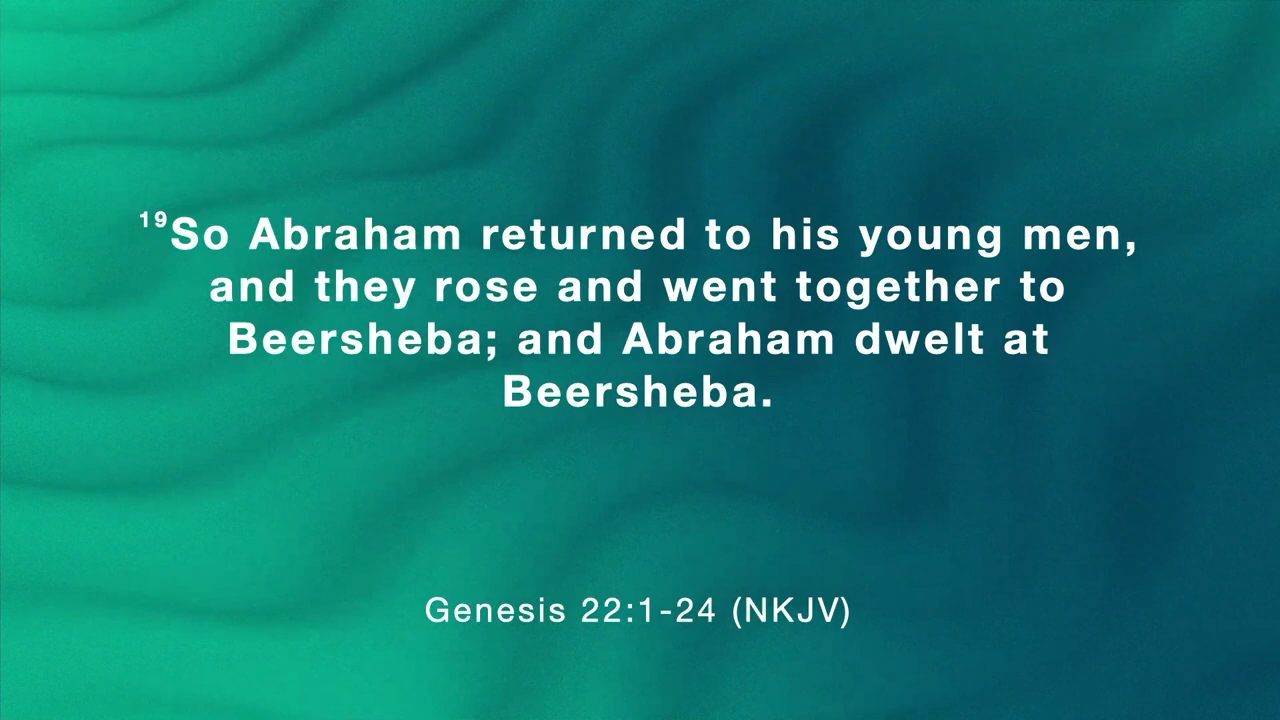 ¹⁹So Abraham returned to his young men,
and they rose and went together to
Beersheba; and Abraham dwelt at
Beersheba.
Genesis 22:1-24 (NKJV)